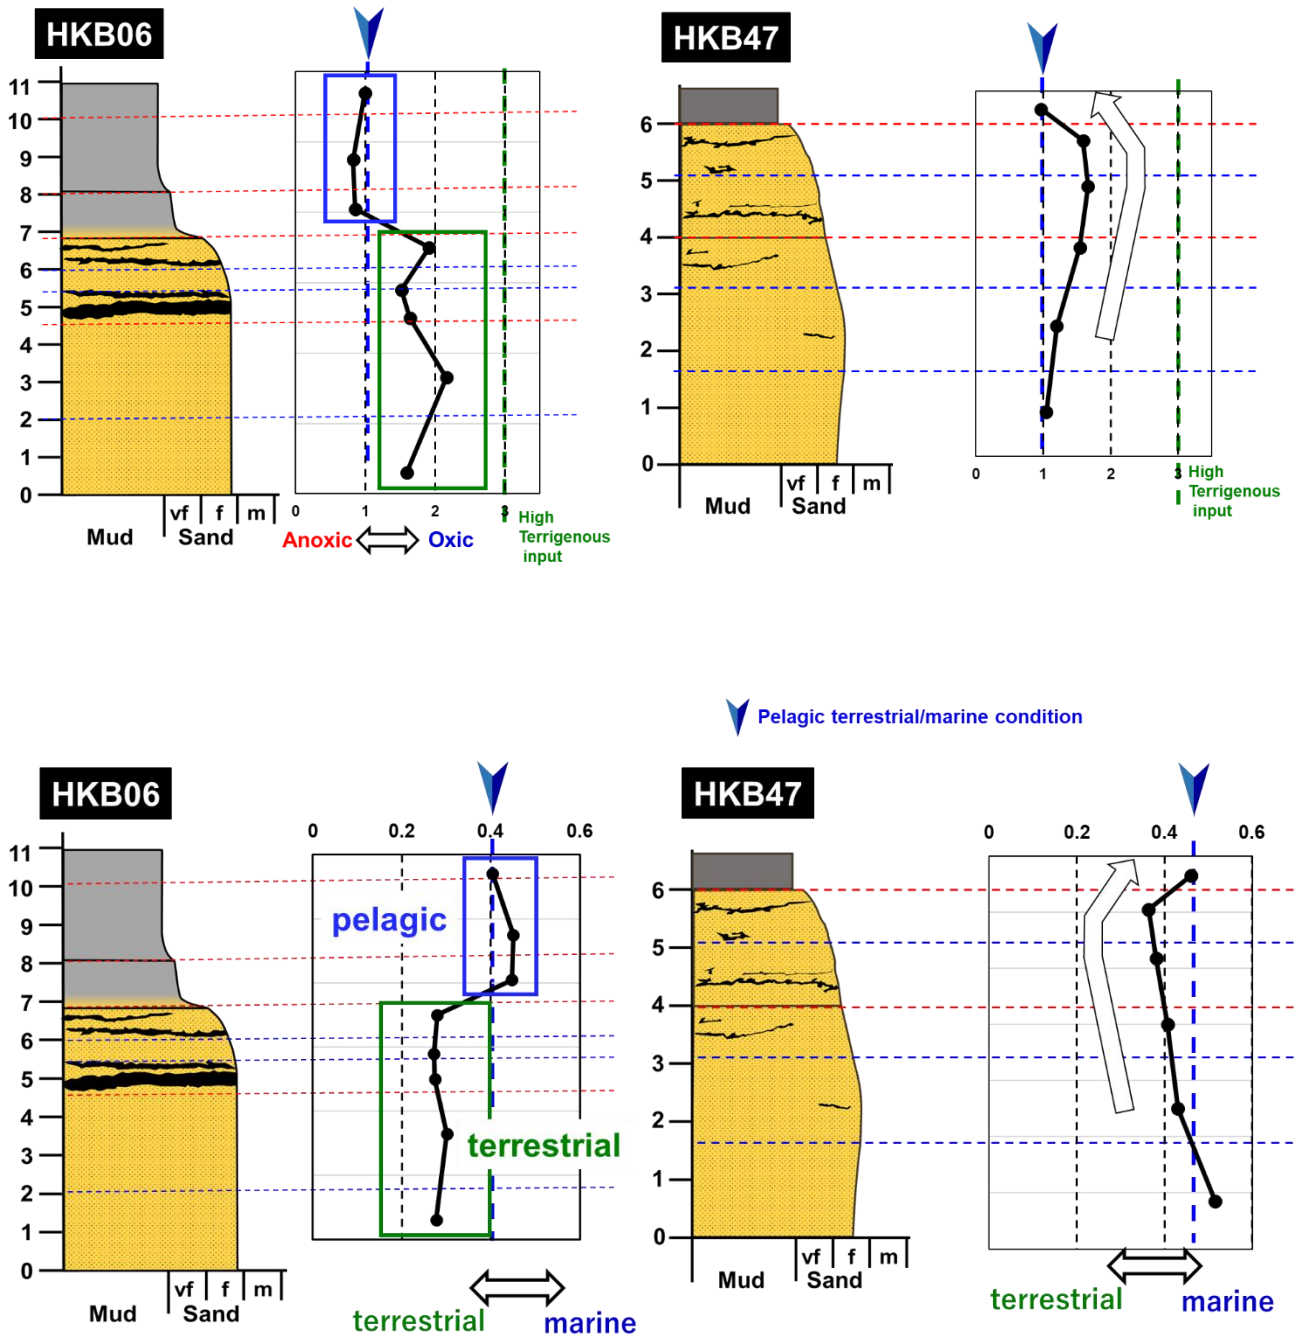 HKB06
11
10
9
8
7
6
5
4
3
2
1
0
Mud
vf
f
m
Sand
0
1
2
3
Anoxic
Oxic
High
Terrigenous
input
HKB47
6
5
4
3
2
1
0
Mud
vf
f
m
Sand
0
1
2
3
High
Terrigenous
input
Pelagic terrestrial/marine condition
HKB06
0
0.2
0.4
0.6
11
10
9
8
7
6
5
4
3
2
1
0
pelagic
terrestrial
Mud
vf
f
m
Sand
terrestrial
marine
HKB47
0
0.2
0.4
0.6
6
5
4
3
2
1
0
Mud
vf
f
m
Sand
terrestrial
marine